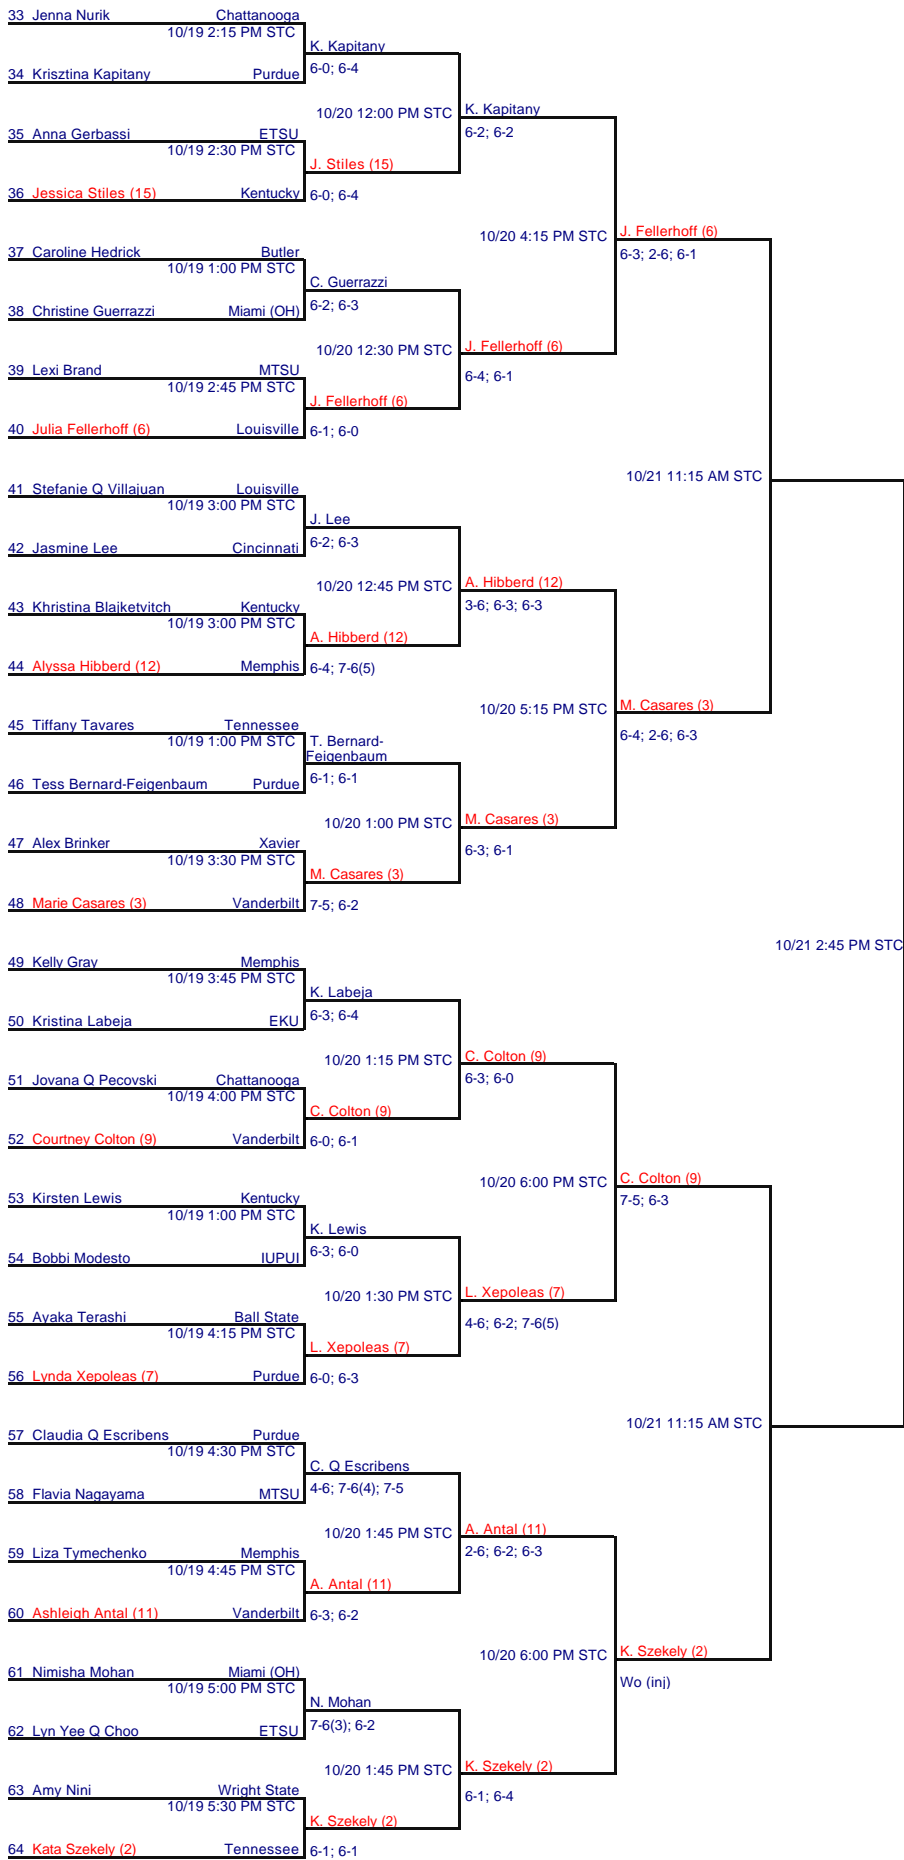 33 Jenna Nurik Chattanooga
10/19 2:15 PM STC
K. Kapitany
34 Krisztina Kapitany Purdue
6-0; 6-4
10/20 12:00 PM STC
K. Kapitany
6-2; 6-2
35 Anna Gerbassi ETSU
10/19 2:30 PM STC
J. Stiles (15)
36 Jessica Stiles (15) Kentucky
6-0; 6-4
10/20 4:15 PM STC
J. Fellerhoff (6)
6-3; 2-6; 6-1
37 Caroline Hedrick Butler
10/19 1:00 PM STC
C. Guerrazzi
38 Christine Guerrazzi Miami (OH)
6-2; 6-3
10/20 12:30 PM STC
J. Fellerhoff (6)
6-4; 6-1
39 Lexi Brand MTSU
10/19 2:45 PM STC
J. Fellerhoff (6)
40 Julia Fellerhoff (6) Louisville
6-1; 6-0
10/21 11:15 AM STC
41 Stefanie Q Villajuan Louisville
10/19 3:00 PM STC
J. Lee
42 Jasmine Lee Cincinnati
6-2; 6-3
10/20 12:45 PM STC
A. Hibberd (12)
3-6; 6-3; 6-3
43 Khristina Blajketvitch Kentucky
10/19 3:00 PM STC
A. Hibberd (12)
44 Alyssa Hibberd (12) Memphis
6-4; 7-6(5)
10/20 5:15 PM STC
M. Casares (3)
6-4; 2-6; 6-3
45 Tiffany Tavares Tennessee
10/19 1:00 PM STC
T. Bernard-
Feigenbaum
46 Tess Bernard-Feigenbaum Purdue
6-1; 6-1
10/20 1:00 PM STC
M. Casares (3)
6-3; 6-1
47 Alex Brinker Xavier
10/19 3:30 PM STC
M. Casares (3)
48 Marie Casares (3) Vanderbilt
7-5; 6-2
10/21 2:45 PM STC
49 Kelly Gray Memphis
10/19 3:45 PM STC
K. Labeja
50 Kristina Labeja EKU
6-3; 6-4
10/20 1:15 PM STC
C. Colton (9)
6-3; 6-0
51 Jovana Q Pecovski Chattanooga
10/19 4:00 PM STC
C. Colton (9)
52 Courtney Colton (9) Vanderbilt
6-0; 6-1
10/20 6:00 PM STC
C. Colton (9)
7-5; 6-3
53 Kirsten Lewis Kentucky
10/19 1:00 PM STC
K. Lewis
54 Bobbi Modesto IUPUI
6-3; 6-0
10/20 1:30 PM STC
L. Xepoleas (7)
4-6; 6-2; 7-6(5)
55 Ayaka Terashi Ball State
10/19 4:15 PM STC
L. Xepoleas (7)
56 Lynda Xepoleas (7) Purdue
6-0; 6-3
10/21 11:15 AM STC
57 Claudia Q Escribens Purdue
10/19 4:30 PM STC
C. Q Escribens
58 Flavia Nagayama MTSU
4-6; 7-6(4); 7-5
10/20 1:45 PM STC
A. Antal (11)
2-6; 6-2; 6-3
59 Liza Tymechenko Memphis
10/19 4:45 PM STC
A. Antal (11)
60 Ashleigh Antal (11) Vanderbilt
6-3; 6-2
10/20 6:00 PM STC
K. Szekely (2)
Wo (inj)
61 Nimisha Mohan Miami (OH)
10/19 5:00 PM STC
N. Mohan
62 Lyn Yee Q Choo ETSU
7-6(3); 6-2
10/20 1:45 PM STC
K. Szekely (2)
6-1; 6-4
63 Amy Nini Wright State
10/19 5:30 PM STC
K. Szekely (2)
64 Kata Szekely (2) Tennessee
6-1; 6-1